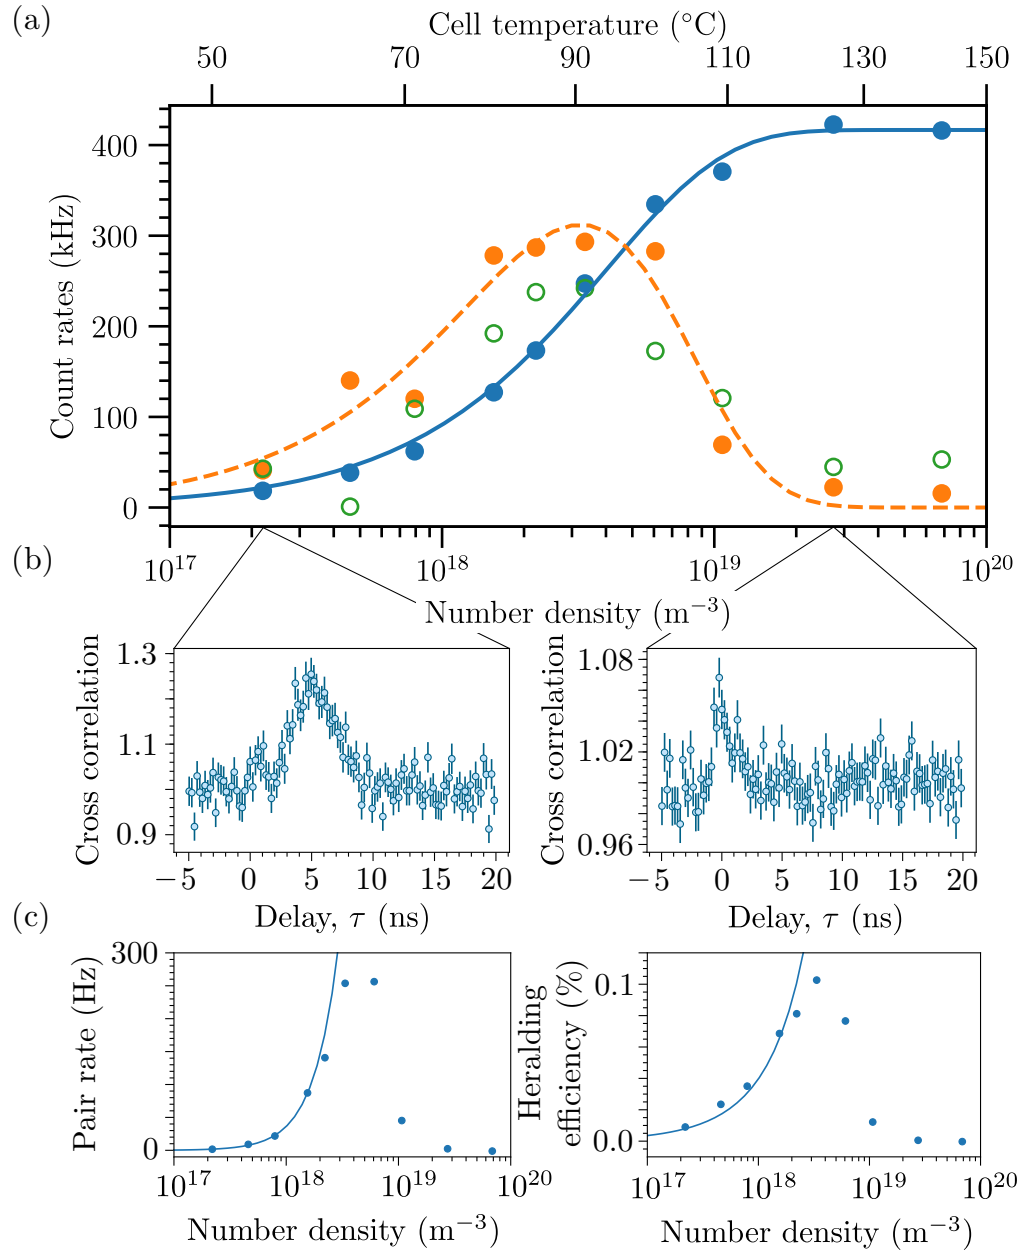 (a)
Cell temperature (°C)
50 70 90 110 130 150
Count rates (kHz)
400
300
200
100
0
10^17 10^18 10^19 10^20
Number density (m^−3)
(b)
Cross correlation
1.3
1.1
0.9
−5 0 5 10 15 20
Delay, τ (ns)
Cross correlation
1.08
1.02
0.96
−5 0 5 10 15 20
Delay, τ (ns)
(c)
Pair rate (Hz)
300
0
10^17 10^18 10^19 10^20
Number density (m^−3)
Heralding
efficiency (%)
0.1
0.0
10^17 10^18 10^19 10^20
Number density (m^−3)